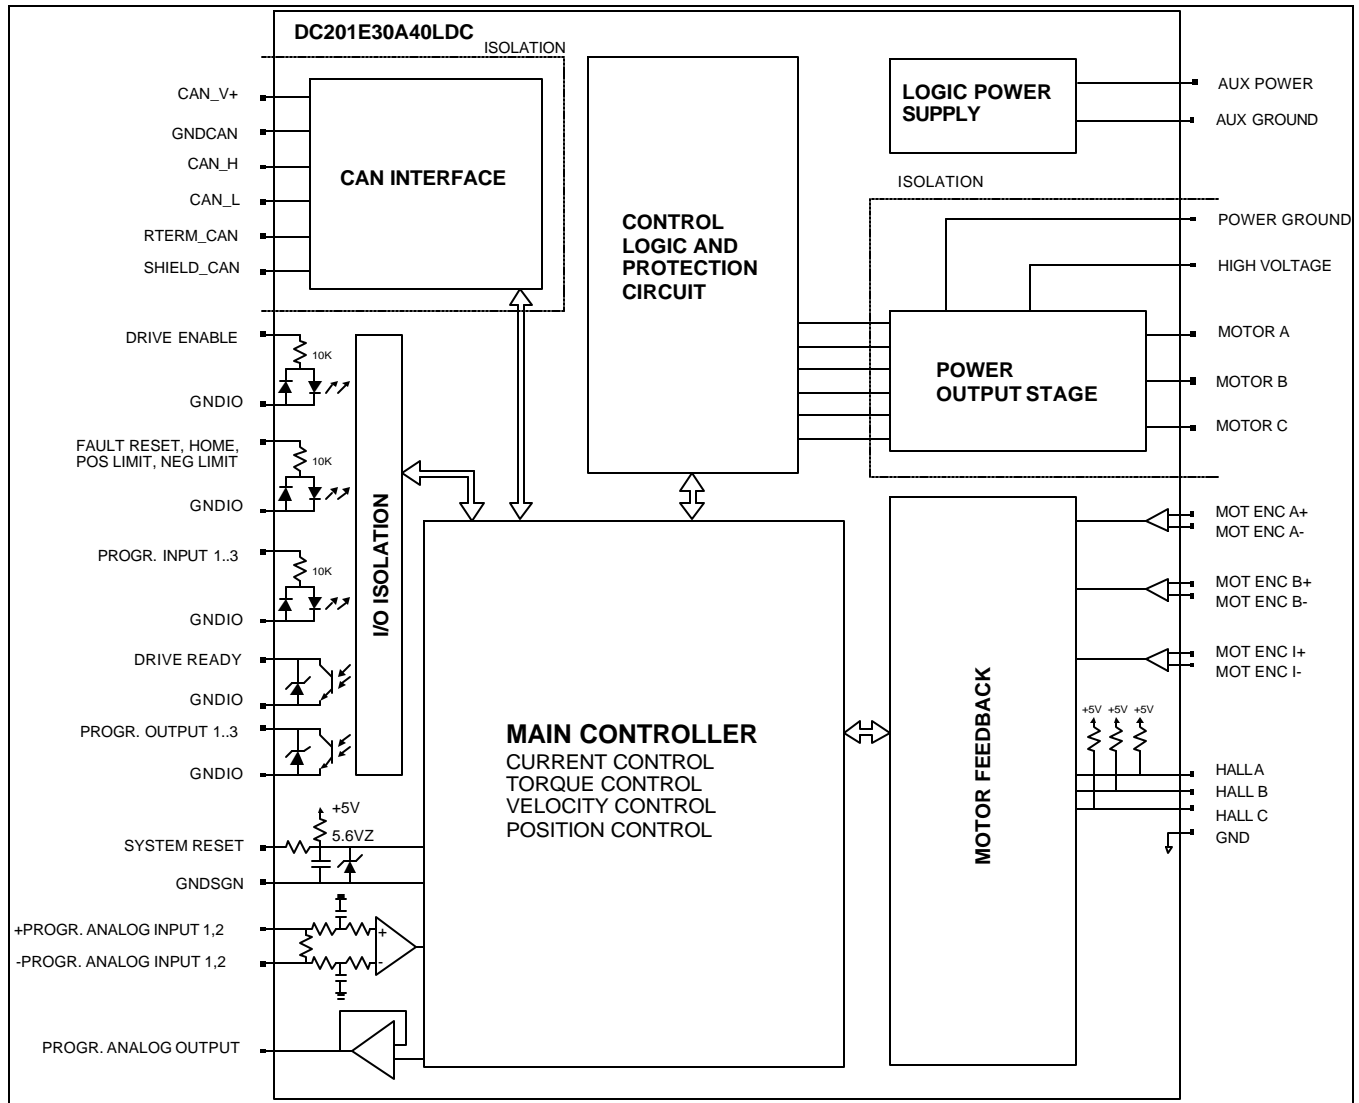 DC201E30A40LDC
ISOLATION
CAN_V+
GNDCAN
CAN_H
CAN_L
RTERM_CAN
SHIELD_CAN
CAN INTERFACE
DRIVE ENABLE
10K
GNDIO
FAULT RESET, HOME,
POS LIMIT, NEG LIMIT
10K
GNDIO
PROGR. INPUT 1..3
10K
GNDIO
DRIVE READY
GNDIO
PROGR. OUTPUT 1..3
GNDIO
I/O ISOLATION
SYSTEM RESET
+5V
5.6VZ
GNDSGN
+PROGR. ANALOG INPUT 1,2
+
-PROGR. ANALOG INPUT 1,2
-
PROGR. ANALOG OUTPUT
CONTROL
LOGIC AND
PROTECTION
CIRCUIT
MAIN CONTROLLER
CURRENT CONTROL
TORQUE CONTROL
VELOCITY CONTROL
POSITION CONTROL
LOGIC POWER
SUPPLY
AUX POWER
AUX GROUND
ISOLATION
POWER GROUND
HIGH VOLTAGE
POWER
OUTPUT STAGE
MOTOR A
MOTOR B
MOTOR C
MOTOR FEEDBACK
MOT ENC A+
MOT ENC A-
MOT ENC B+
MOT ENC B-
MOT ENC I+
MOT ENC I-
+5V +5V +5V
HALL A
HALL B
HALL C
GND